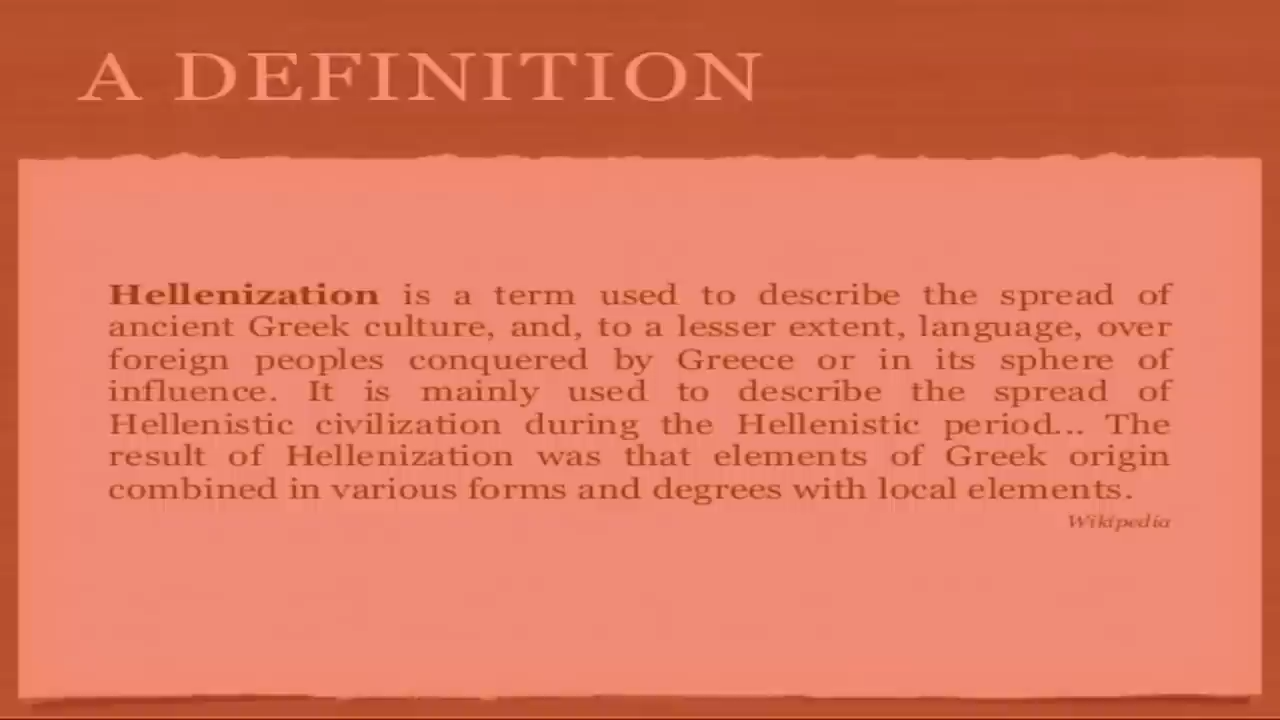 A DEFINITION
Hellenization is a term used to describe the spread of
ancient Greek culture, and, to a lesser extent, language, over
foreign peoples conquered by Greece or in its sphere of
influence. It is mainly used to describe the spread of
Hellenistic civilization during the Hellenistic period... The
result of Hellenization was that elements of Greek origin
combined in various forms and degrees with local elements.
Wikipedia